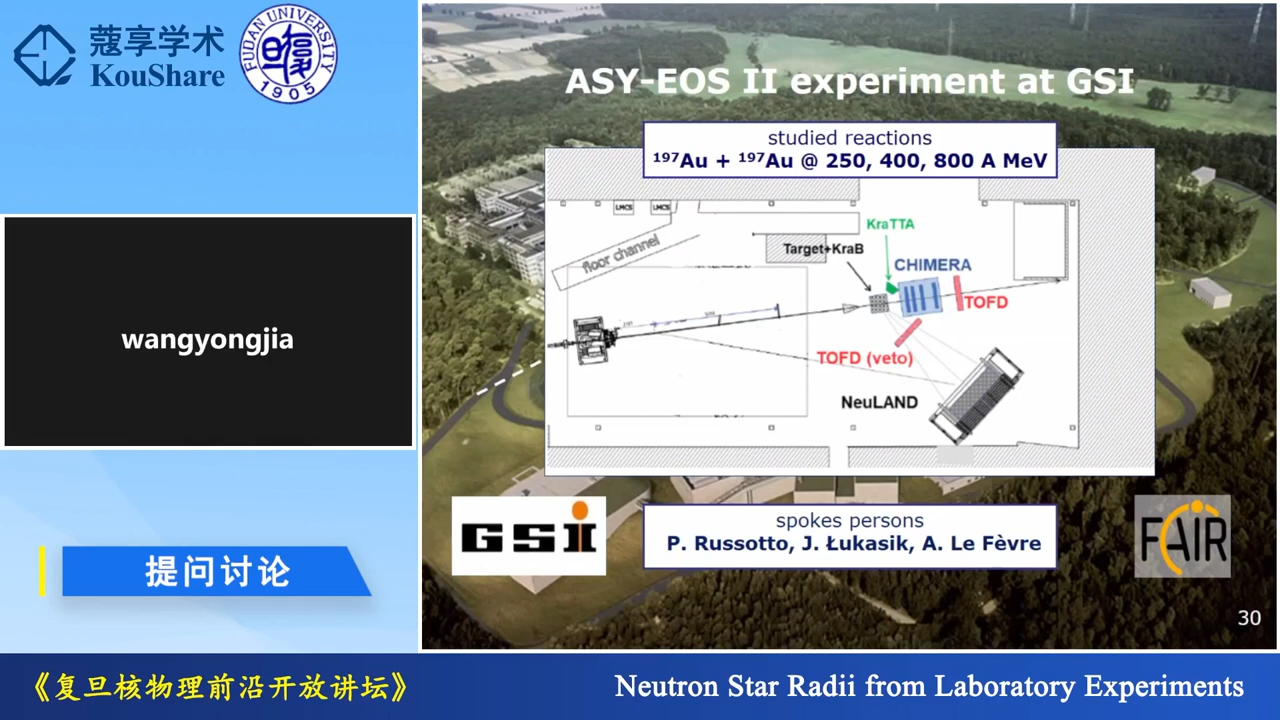 蔻享学术
KouShare
FUDAN UNIVERSITY
1905
wangyongjia
提问讨论
ASY-EOS II experiment at GSI
studied reactions
¹⁹⁷Au + ¹⁹⁷Au @ 250, 400, 800 A MeV
LMCS
LMCS
floor channel
KraTTA
Target+KraB
CHIMERA
TOFD
TOFD (veto)
NeuLAND
GSI
spokes persons
P. Russotto, J. Łukasik, A. Le Fèvre
FAIR
30
《复旦核物理前沿开放讲坛》
Neutron Star Radii from Laboratory Experiments